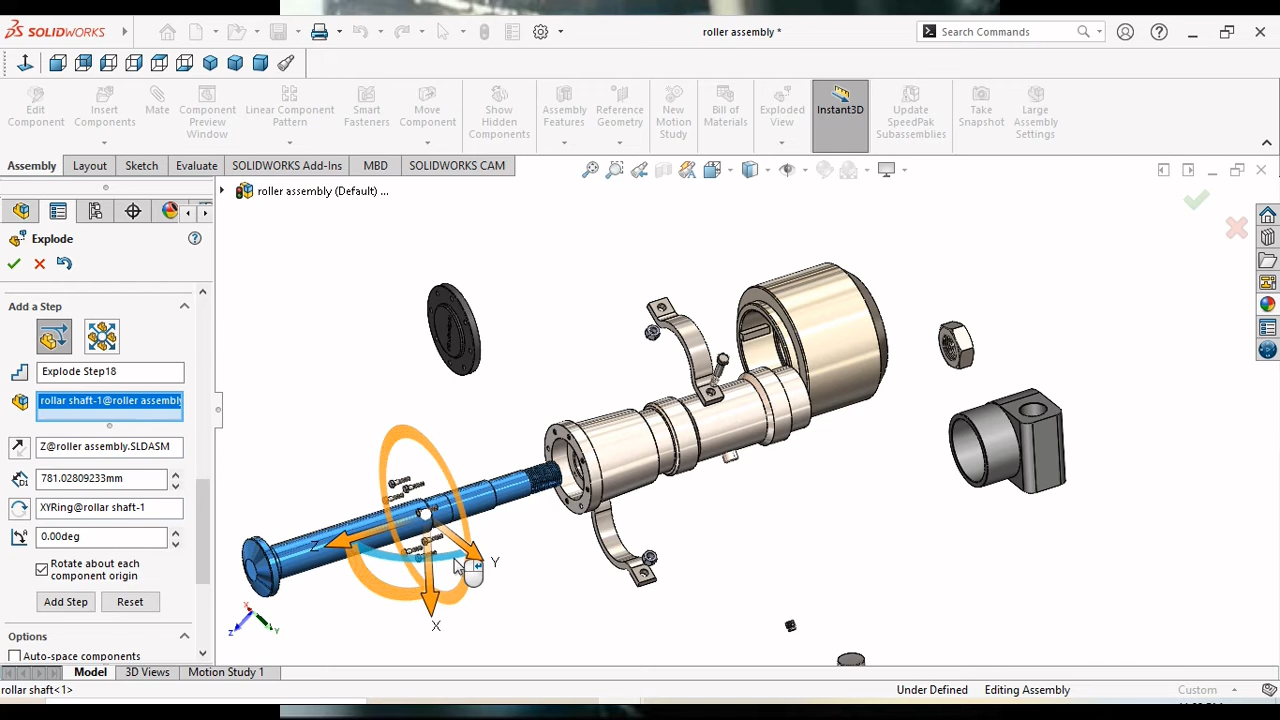 SOLIDWORKS
roller assembly *
Search Commands
Edit Component
Insert Components
Mate
Component Preview Window
Linear Component Pattern
Smart Fasteners
Move Component
Show Hidden Components
Assembly Features
Reference Geometry
New Motion Study
Bill of Materials
Exploded View
Instant3D
Update SpeedPak Subassemblies
Take Snapshot
Large Assembly Settings
Assembly
Layout
Sketch
Evaluate
SOLIDWORKS Add-Ins
MBD
SOLIDWORKS CAM
roller assembly (Default) ...
Explode
Add a Step
Explode Step18
rollar shaft-1@roller assembly
Z@roller assembly.SLDASM
781.02809233mm
XYRing@rollar shaft-1
0.00deg
Rotate about each component origin
Add Step
Reset
Options
Auto-space components
Z
Y
X
X
Z
Y
Model
3D Views
Motion Study 1
rollar shaft<1>
Under Defined
Editing Assembly
Custom